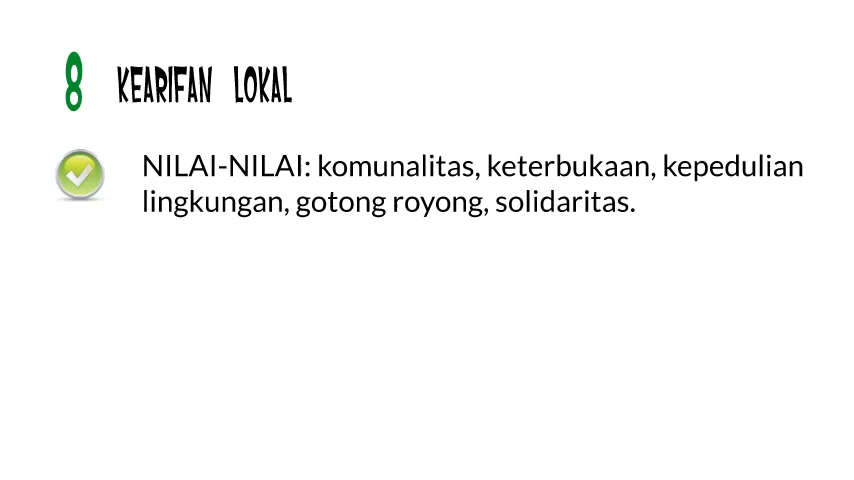 8 KEARIFAN LOKAL
NILAI-NILAI: komunalitas, keterbukaan, kepedulian
lingkungan, gotong royong, solidaritas.